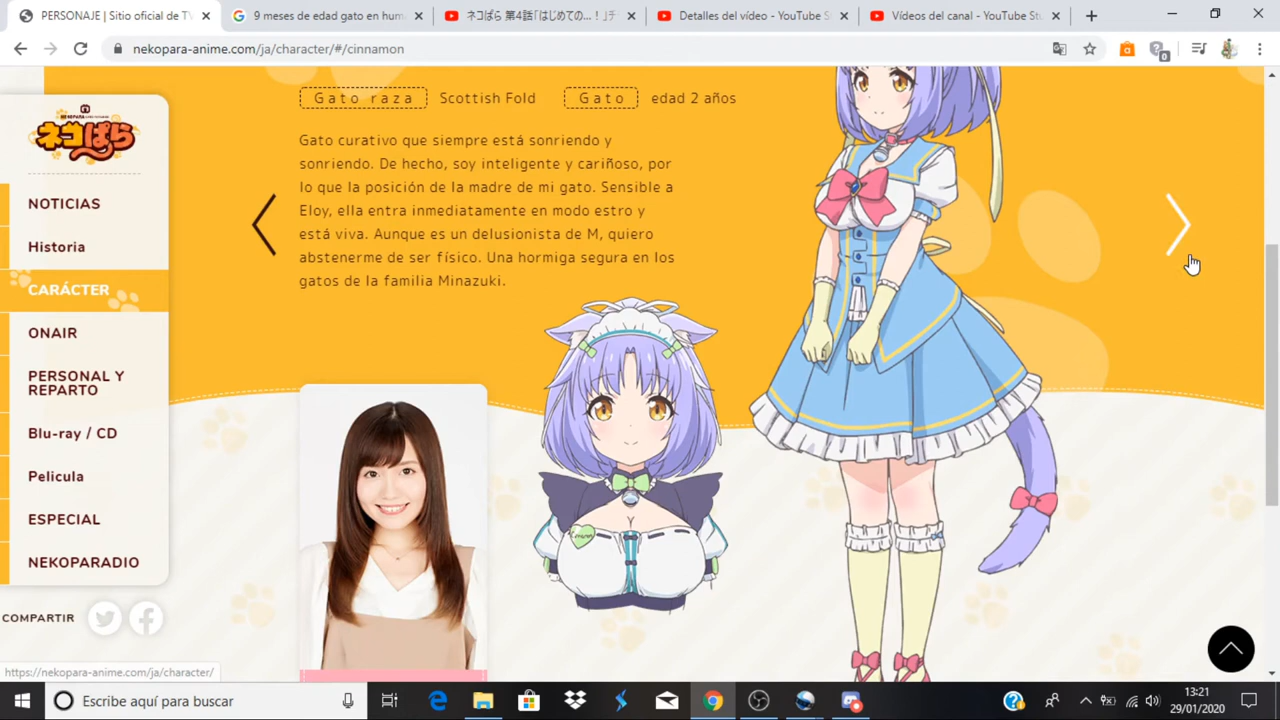 PERSONAJE | Sitio oficial de TV
9 meses de edad gato en hum
ネコぱら 第4話「はじめての…！」テ
Detalles del vídeo - YouTube S
Vídeos del canal - YouTube Stu
nekopara-anime.com/ja/character/#/cinnamon
ネコぱら
NOTICIAS
Historia
CARÁCTER
ONAIR
PERSONAL Y
REPARTO
Blu-ray / CD
Pelicula
ESPECIAL
NEKOPARADIO
COMPARTIR
Gato raza Scottish Fold Gato edad 2 años
Gato curativo que siempre está sonriendo y
sonriendo. De hecho, soy inteligente y cariñoso, por
lo que la posición de la madre de mi gato. Sensible a
Eloy, ella entra inmediatamente en modo estro y
está viva. Aunque es un delusionista de M, quiero
abstenerme de ser físico. Una hormiga segura en los
gatos de la familia Minazuki.
https://nekopara-anime.com/ja/character/
Escribe aquí para buscar
13:21
29/01/2020